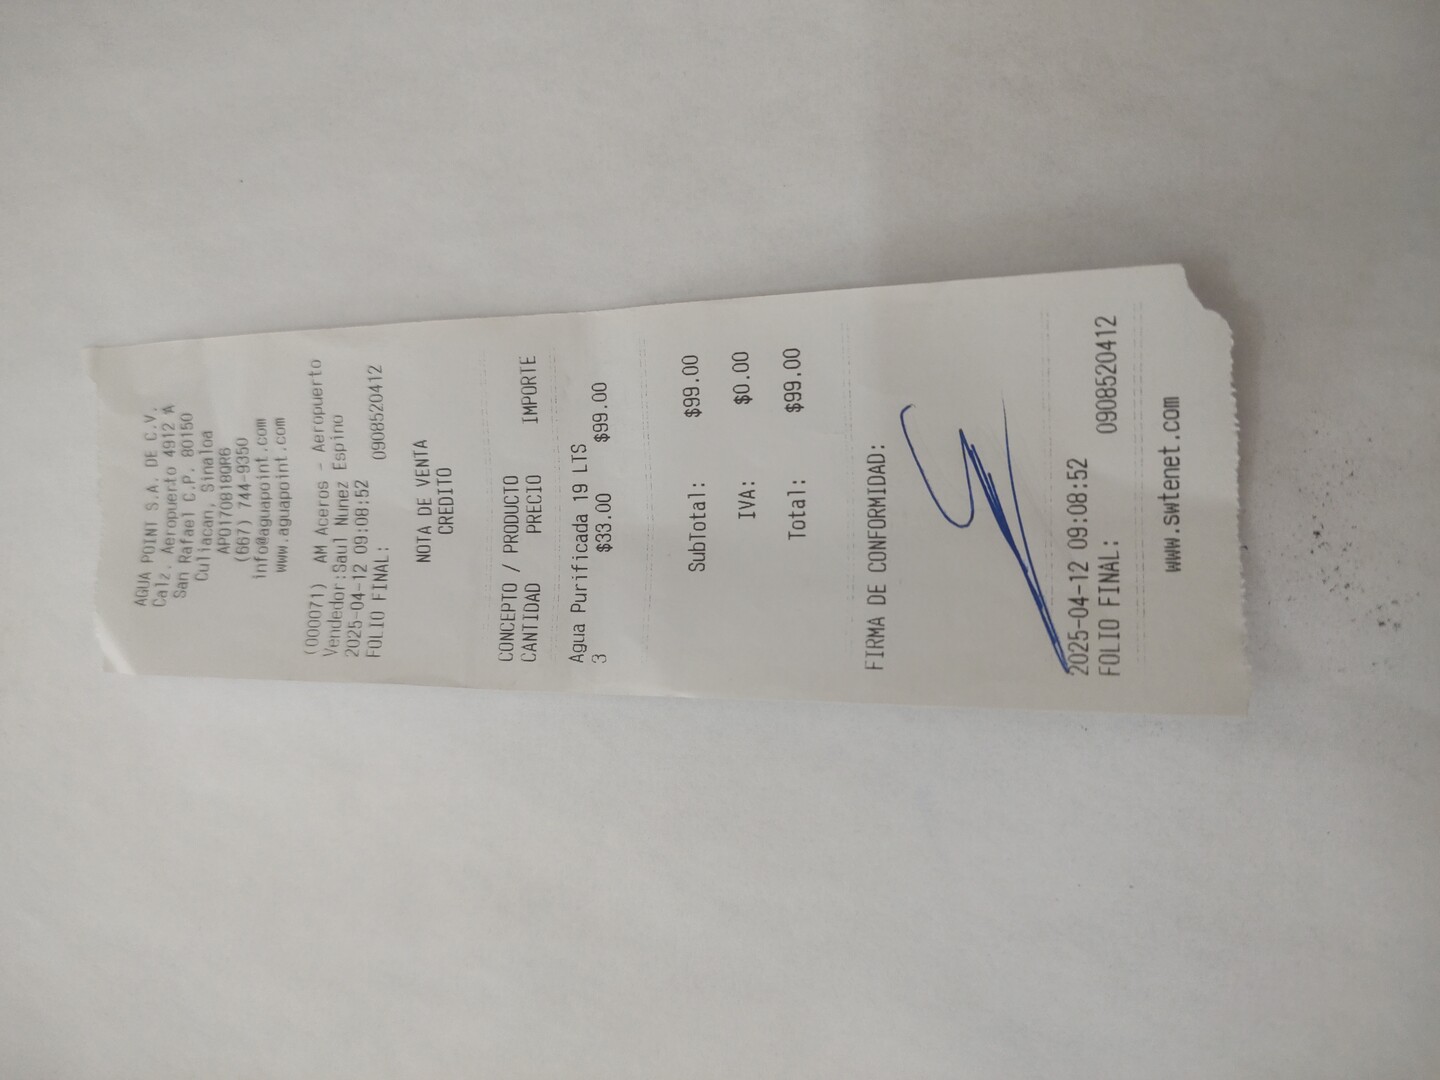 AGUA POINT S.A. DE C.V.
Calz. Aeropuerto 4912 A
San Rafael C.P. 80150
Culiacan, Sinaloa
APO170818QR6
(667) 744-9350
info@aguapoint.com
www.aguapoint.com
(000071) AM Aceros - Aeropuerto
Vendedor:Saul Nunez Espino
2025-04-12 09:08:52
FOLIO FINAL: 0908520412
NOTA DE VENTA
CREDITO
CONCEPTO / PRODUCTO
CANTIDAD PRECIO IMPORTE
Agua Purificada 19 LTS
3 $33.00 $99.00
SubTotal: $99.00
IVA: $0.00
Total: $99.00
FIRMA DE CONFORMIDAD:
2025-04-12 09:08:52
FOLIO FINAL: 0908520412
www.swtenet.com